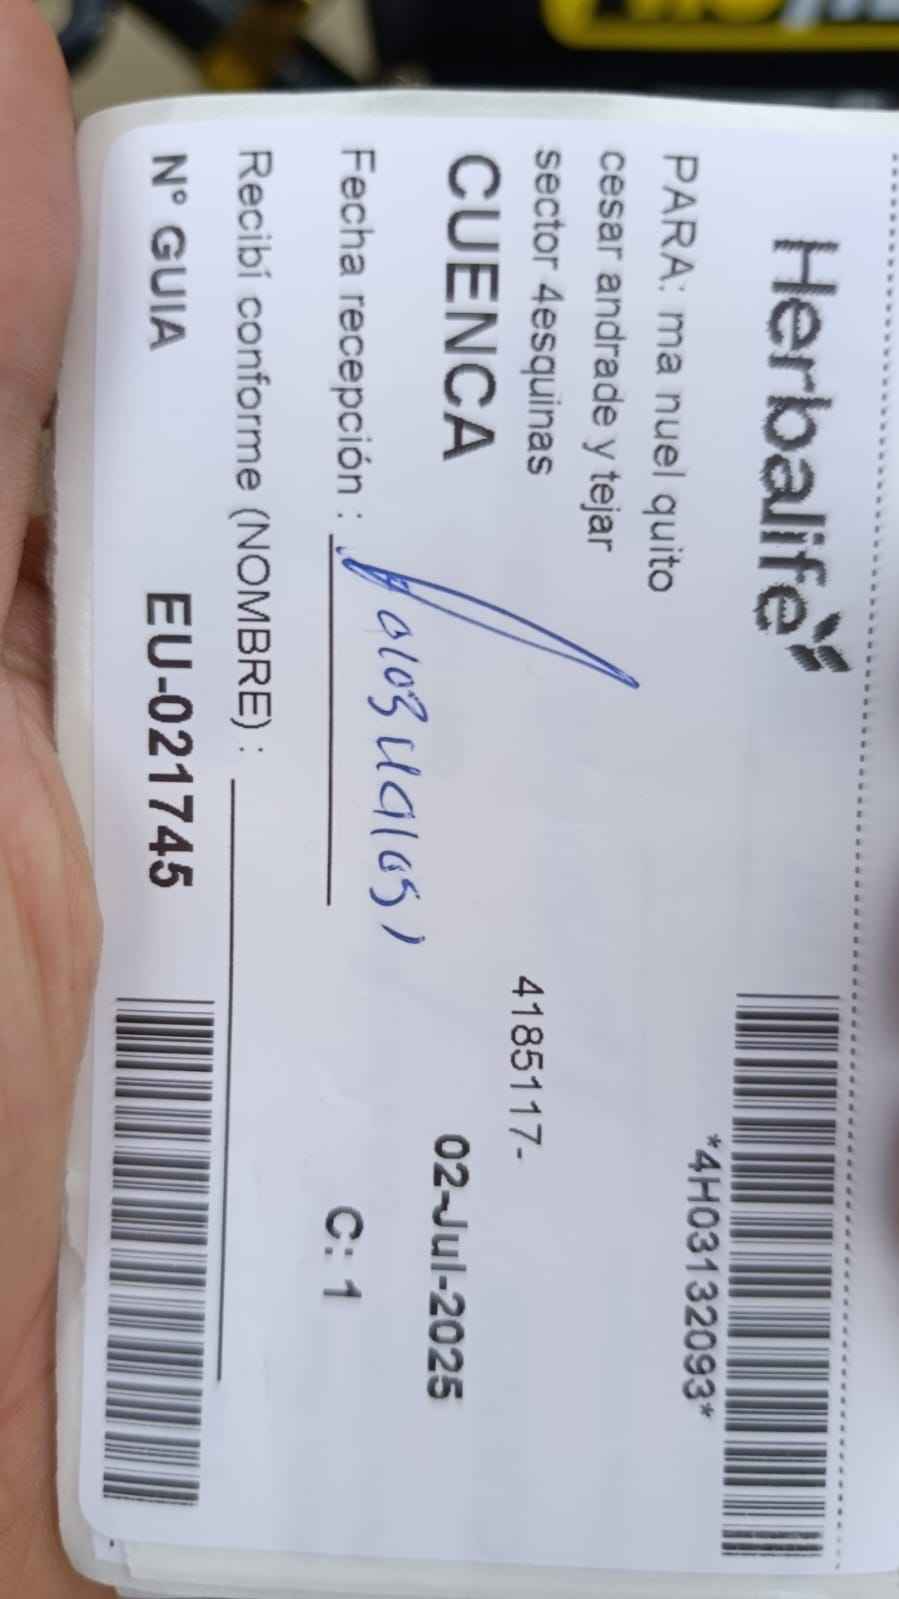 Herbalife
*4H03132093*
PARA: ma nuel quito
cesar andrade y tejar
sector 4esquinas
4185117-
CUENCA
02-Jul-2025
Fecha recepción :
C: 1
Recibí conforme (NOMBRE) :
Nº GUIA
EU-021745